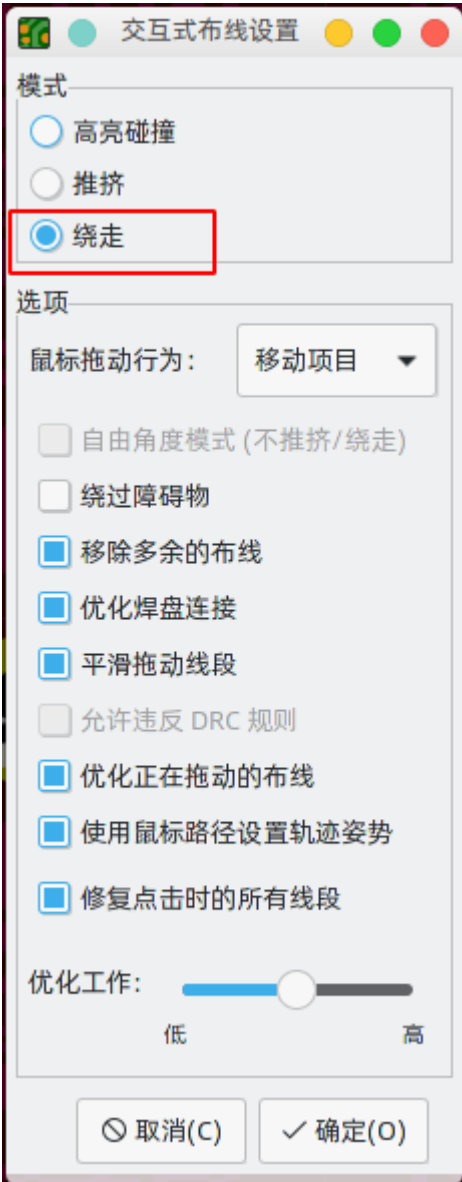 交互式布线设置
模式
高亮碰撞
推挤
绕走
选项
鼠标拖动行为: 移动项目
自由角度模式 (不推挤/绕走)
绕过障碍物
移除多余的布线
优化焊盘连接
平滑拖动线段
允许违反 DRC 规则
优化正在拖动的布线
使用鼠标路径设置轨迹姿势
修复点击时的所有线段
优化工作:
低 高
取消(C) 确定(O)